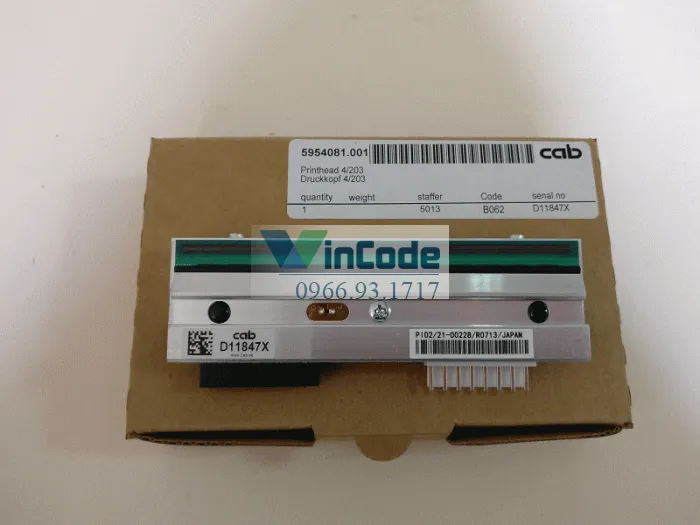 5954081.001
cab
Printhead 4/203
Druckkopf 4/203
quantity weight staffer Code serial no
1 5013 B062 D11847X
VinCode
0966.93.1717
cab
D11847X
PI02/21-00228/R0713/JAPAN